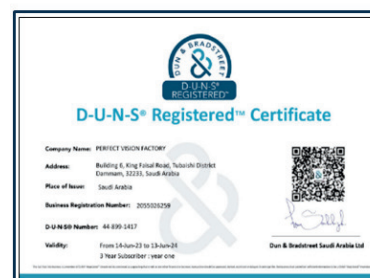 DUN & BRADSTREET
D-U-N-S®
REGISTERED™
D-U-N-S® Registered™ Certificate
Company Name: PERFECT VISION FACTORY
Address: Building 6, King Faisal Road, Tubaishi District
Dammam, 32233, Saudi Arabia
Place of Issue: Saudi Arabia
Business Registration Number: 2055026259
D-U-N-S® Number: 44-899-1417
Validity: From 14-Jun-23 to 13-Jun-24
3 Year Subscriber : year one
Dun & Bradstreet Saudi Arabia Ltd